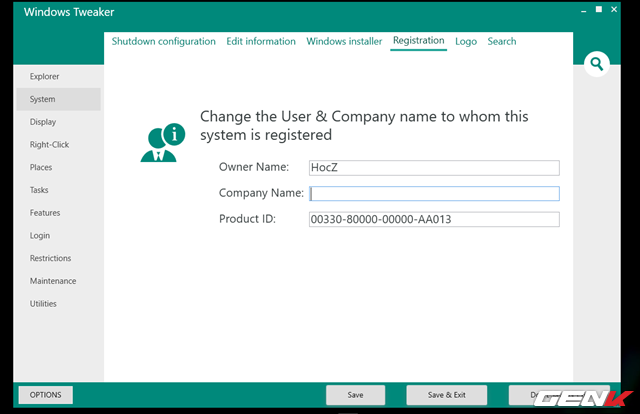 Windows Tweaker
Shutdown configuration Edit information Windows installer Registration Logo Search
Explorer
System
Display
Right-Click
Places
Tasks
Features
Login
Restrictions
Maintenance
Utilities
Change the User & Company name to whom this
system is registered
Owner Name: HocZ
Company Name:
Product ID: 00330-80000-00000-AA013
OPTIONS
Save
Save & Exit
GENK